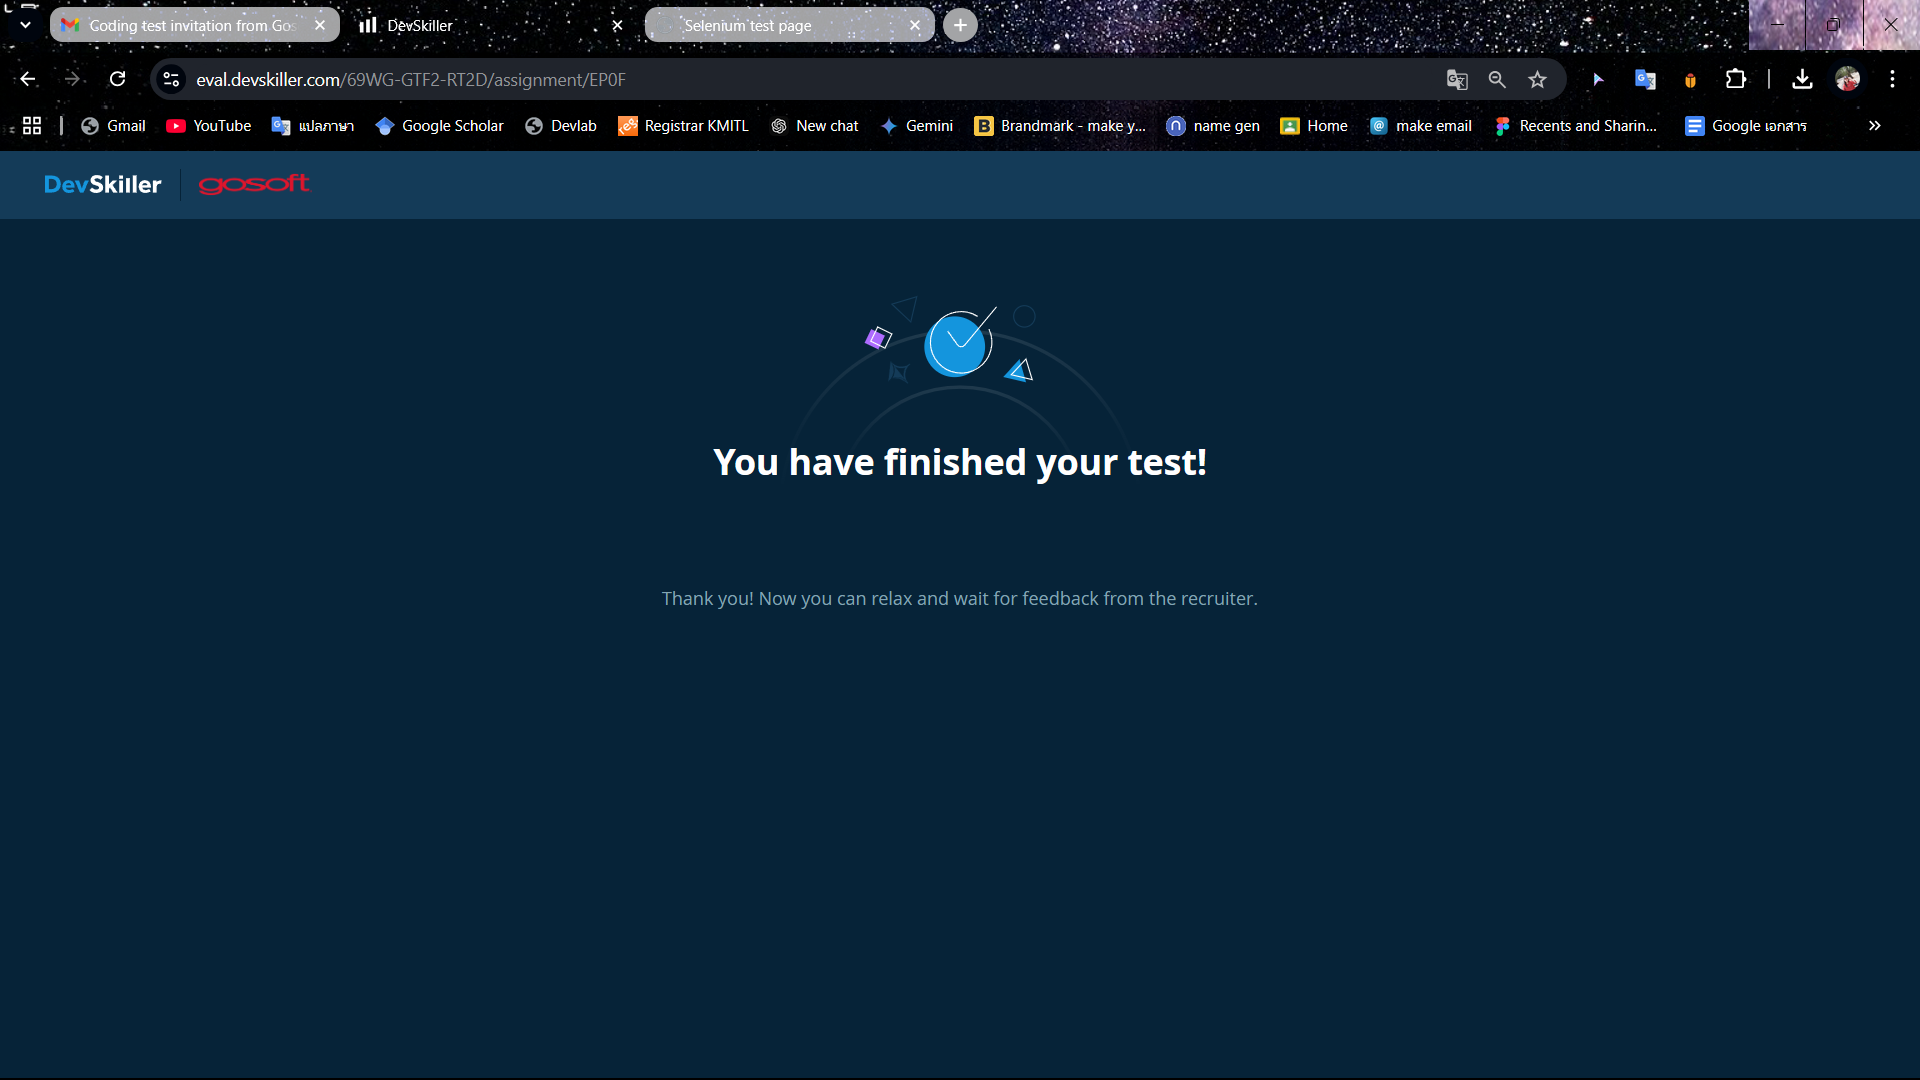 Coding test invitation from Gos
DevSkiller
Selenium test page
eval.devskiller.com/69WG-GTF2-RT2D/assignment/EP0F
Gmail
YouTube
แปลภาษา
Google Scholar
Devlab
Registrar KMITL
New chat
Gemini
Brandmark - make y...
name gen
Home
make email
Recents and Sharin...
Google เอกสาร
DevSkiller
gosoft
You have finished your test!
Thank you! Now you can relax and wait for feedback from the recruiter.